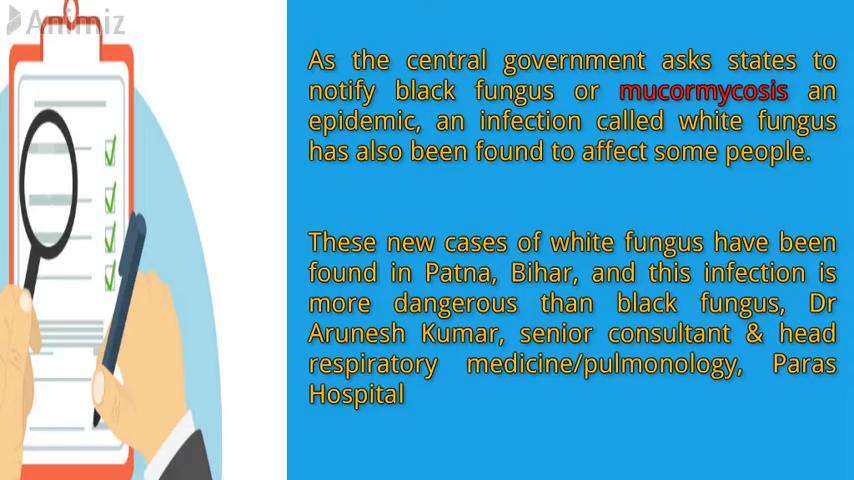 Animiz
As the central government asks states to
notify black fungus or mucormycosis an
epidemic, an infection called white fungus
has also been found to affect some people.
These new cases of white fungus have been
found in Patna, Bihar, and this infection is
more dangerous than black fungus, Dr
Arunesh Kumar, senior consultant & head
respiratory medicine/pulmonology, Paras
Hospital